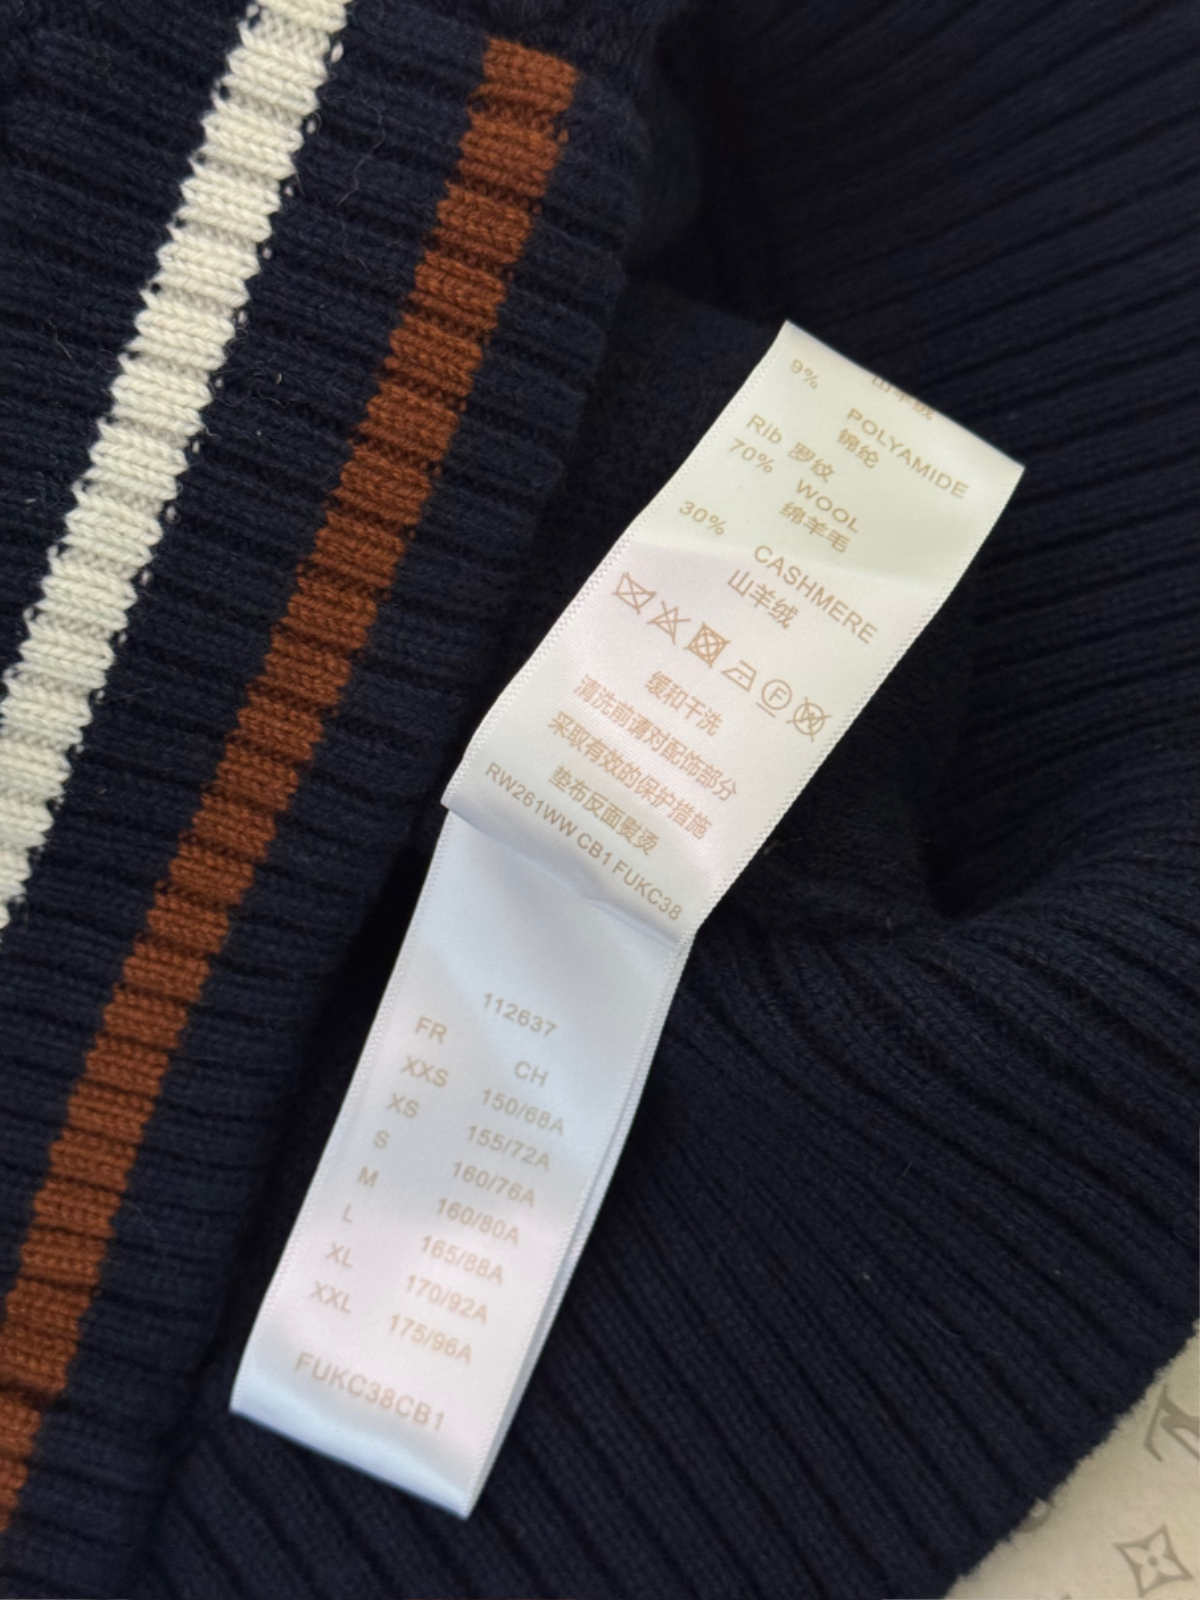 山羊绒
9% POLYAMIDE
锦纶
Rib 罗纹
70% WOOL
绵羊毛
30% CASHMERE
山羊绒
F W
缓和干洗
清洗前请对配饰部分
采取有效的保护措施
垫布反面熨烫
RW261WW CB1 FUKC38
112637
FR CH
XXS 150/68A
XS 155/72A
S 160/76A
M 160/80A
L 165/88A
XL 170/92A
XXL 175/96A
FUKC38CB1